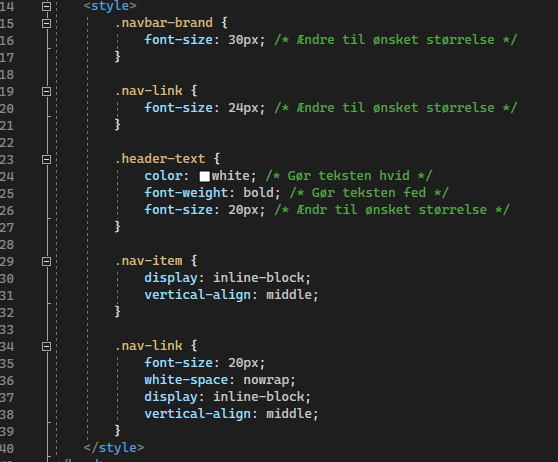 14 <style>
15 .navbar-brand {
16 font-size: 30px; /* Ændre til ønsket størrelse */
17 }
18
19 .nav-link {
20 font-size: 24px; /* Ændre til ønsket størrelse */
21 }
22
23 .header-text {
24 color: white; /* Gør teksten hvid */
25 font-weight: bold; /* Gør teksten fed */
26 font-size: 20px; /* Ændr til ønsket størrelse */
27 }
28
29 .nav-item {
30 display: inline-block;
31 vertical-align: middle;
32 }
33
34 .nav-link {
35 font-size: 20px;
36 white-space: nowrap;
37 display: inline-block;
38 vertical-align: middle;
39 }
40 </style>